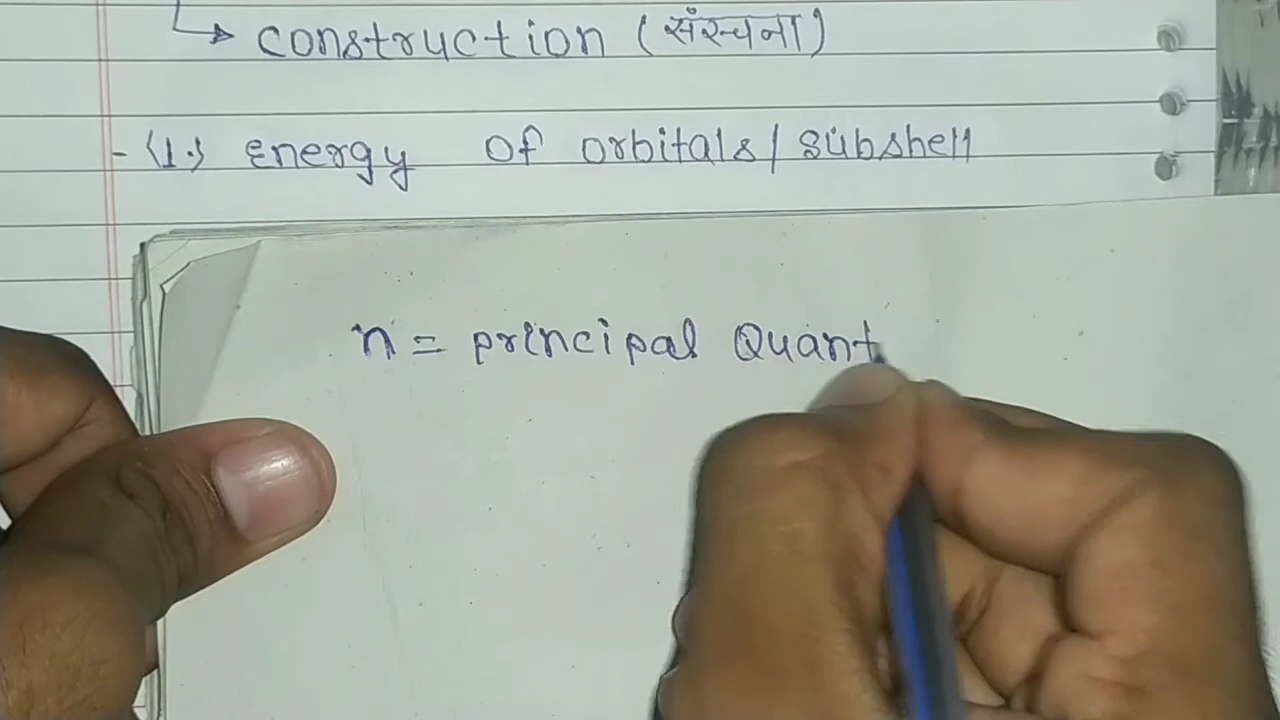 construction (संरचना)
- (1.) energy of orbitals/subshell
n = principal Quant